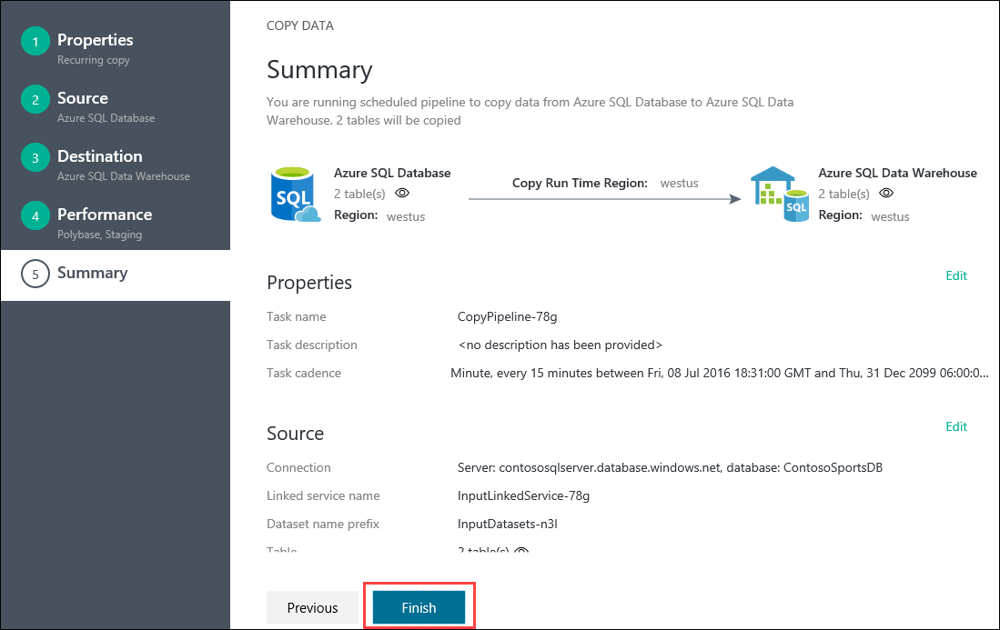 1 Properties
Recurring copy
2 Source
Azure SQL Database
3 Destination
Azure SQL Data Warehouse
4 Performance
Polybase, Staging
5 Summary
COPY DATA
Summary
You are running scheduled pipeline to copy data from Azure SQL Database to Azure SQL Data
Warehouse. 2 tables will be copied
SQL
Azure SQL Database
2 table(s)
Region: westus
Copy Run Time Region: westus
SQL
Azure SQL Data Warehouse
2 table(s)
Region: westus
Properties Edit
Task name CopyPipeline-78g
Task description <no description has been provided>
Task cadence Minute, every 15 minutes between Fri, 08 Jul 2016 18:31:00 GMT and Thu, 31 Dec 2099 06:00:0...
Source Edit
Connection Server: contososqlserver.database.windows.net, database: ContosoSportsDB
Linked service name InputLinkedService-78g
Dataset name prefix InputDatasets-n3l
Table 2 table(s)
Previous Finish